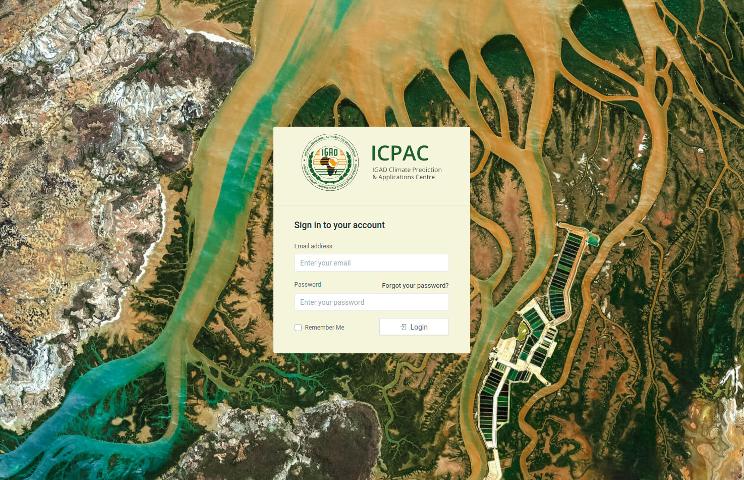 IGAD
ICPAC
IGAD Climate Prediction
& Applications Centre
Sign in to your account
Email address
Enter your email
Password
Forgot your password?
Enter your password
Remember Me
Login